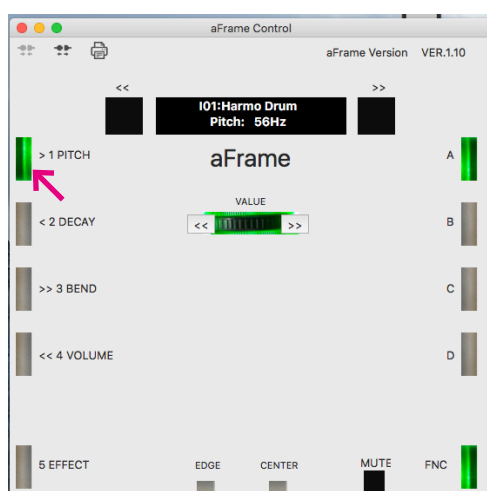 aFrame Control
aFrame Version VER.1.10
<< >>
I01:Harmo Drum
Pitch: 56Hz
> 1 PITCH aFrame A
VALUE
< 2 DECAY << >> B
>> 3 BEND C
<< 4 VOLUME D
5 EFFECT EDGE CENTER MUTE FNC